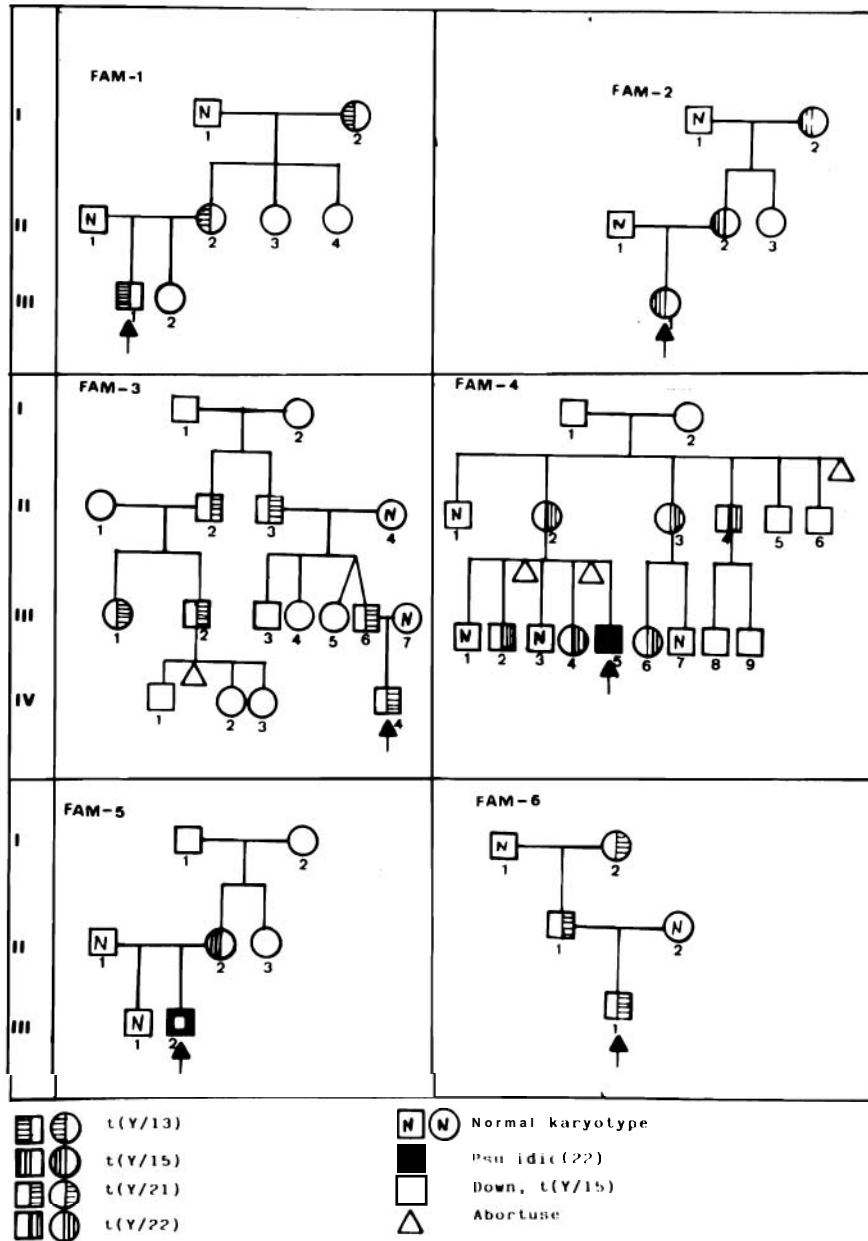 FAM-1
FAM-2
I
N
1
2
N
1
2
II
N
1
2
3
4
N
1
2
3
III
1
2
1
FAM-3
FAM-4
I
1
2
1
2
II
1
2
3
N
4
N
1
2
3
4
5
6
III
1
2
3
4
5
6
N
7
N
1
2
N
3
4
5
6
N
7
8
9
IV
1
2
3
4
FAM-5
FAM-6
I
1
2
N
1
2
II
N
1
2
3
1
N
2
III
N
1
2
1
t(Y/13)
N N Normal karyotype
t(Y/15)
Psu idic(22)
t(Y/21)
Down, t(Y/15)
t(Y/22)
Abortuse